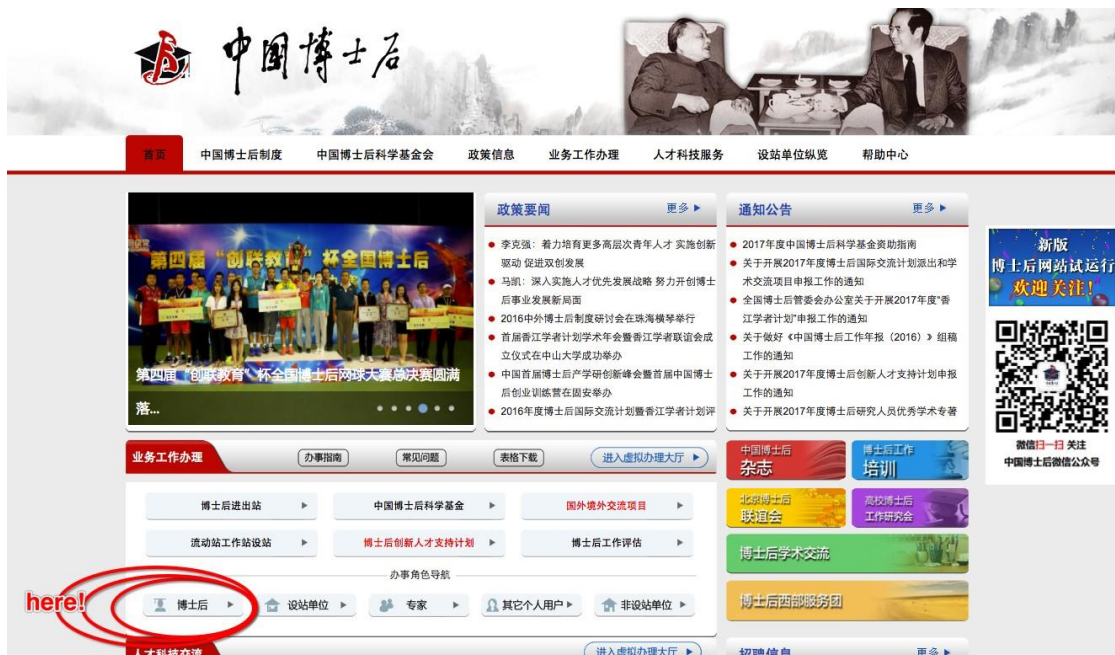 中国博士后
首页 中国博士后制度 中国博士后科学基金会 政策信息 业务工作办理 人才科技服务 设站单位纵览 帮助中心
第四届“创联教育”杯全国博士后
第四届“创联教育”杯全国博士后网球大赛总决赛圆满
落...
政策要闻 更多
李克强：着力培育更多高层次青年人才 实施创新
驱动 促进双创发展
马凯：深入实施人才优先发展战略 努力开创博士
后事业发展新局面
2016中外博士后制度研讨会在珠海横琴举行
首届香江学者计划学术年会暨香江学者联谊会成
立仪式在中山大学成功举办
中国首届博士后产学研创新峰会暨首届中国博士
后创业训练营在固安举办
2016年度博士后国际交流计划暨香江学者计划评
通知公告 更多
2017年度中国博士后科学基金资助指南
关于开展2017年度博士后国际交流计划派出和学
术交流项目申报工作的通知
全国博士后管委会办公室关于开展2017年度“香
江学者计划”申报工作的通知
关于做好《中国博士后工作年报（2016）》组稿
工作的通知
关于开展2017年度博士后创新人才支持计划申报
工作的通知
关于开展2017年度博士后研究人员优秀学术专著
新版
博士后网站试运行
欢迎关注！
微信扫一扫 关注
中国博士后微信公众号
业务工作办理 办事指南 常见问题 表格下载 进入虚拟办理大厅
博士后进出站 中国博士后科学基金 国外境外交流项目
流动站工作站设站 博士后创新人才支持计划 博士后工作评估
办事角色导航
here!
博士后 设站单位 专家 其它个人用户 非设站单位
中国博士后
杂志
博士后工作
培训
北京博士后
联谊会
高校博士后
工作研究会
博士后学术交流
博士后西部服务团
人才科技交流 进入虚拟办理大厅
招聘信息 更多